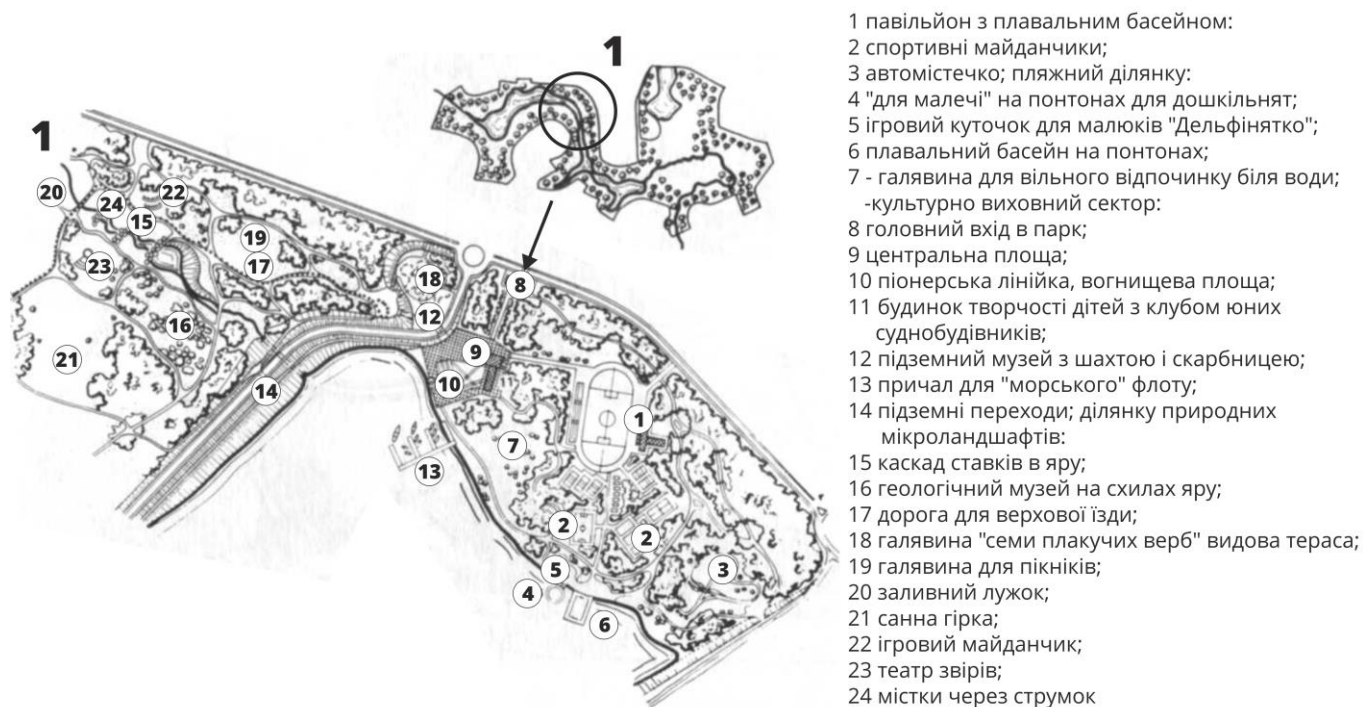 1
1
20
22
24
15
19
23
17
18
8
12
16
21
9
10
14
11
1
7
13
2
2
5
3
4
6
1 павільйон з плавальним басейном:
2 спортивні майданчики;
3 автомістечко; пляжний ділянку:
4 "для малечі" на понтонах для дошкільнят;
5 ігровий куточок для малюків "Дельфінятко";
6 плавальний басейн на понтонах;
7 - галявина для вільного відпочинку біля води;
-культурно виховний сектор:
8 головний вхід в парк;
9 центральна площа;
10 піонерська лінійка, вогнищева площа;
11 будинок творчості дітей з клубом юних
суднобудівників;
12 підземний музей з шахтою і скарбницею;
13 причал для "морського" флоту;
14 підземні переходи; ділянку природних
мікроландшафтів:
15 каскад ставків в яру;
16 геологічний музей на схилах яру;
17 дорога для верхової їзди;
18 галявина "семи плакучих верб" видова тераса;
19 галявина для пікніків;
20 заливний лужок;
21 санна гірка;
22 ігровий майданчик;
23 театр звірів;
24 містки через струмок